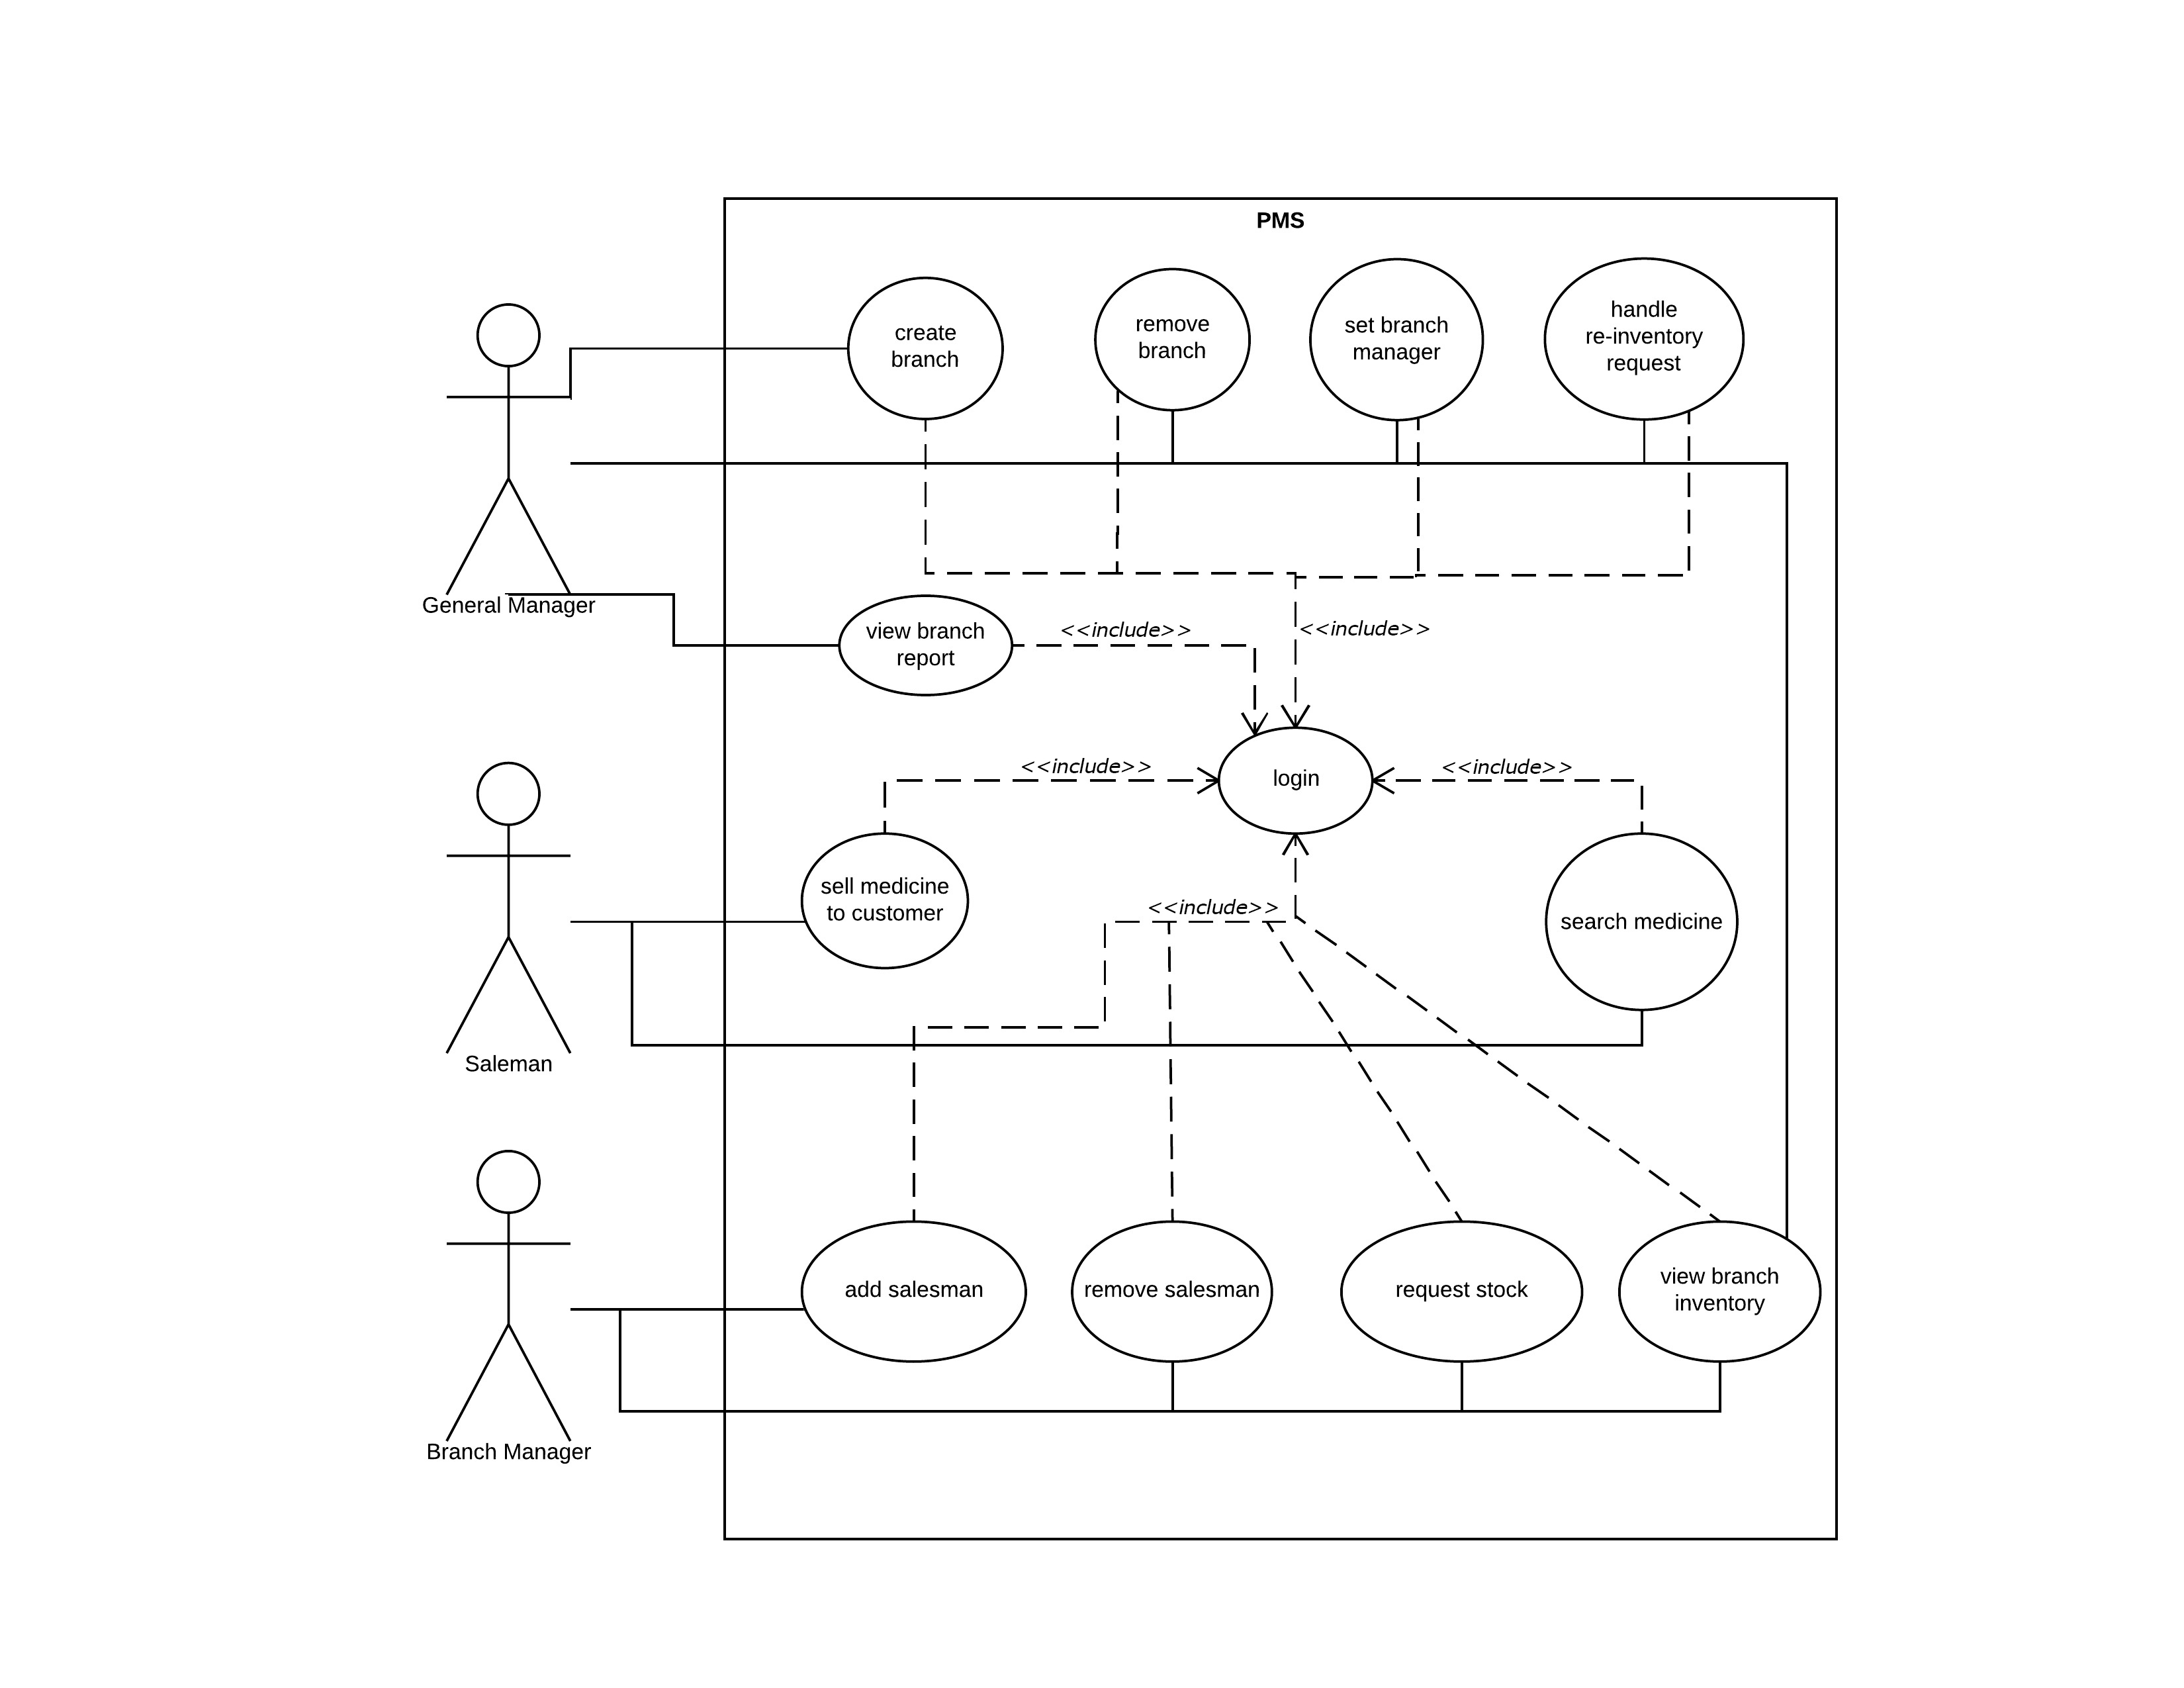 PMS
create
branch
remove
branch
set branch
manager
handle
re-inventory
request
General Manager
view branch
report
<<include>>
<<include>>
<<include>>
login
<<include>>
sell medicine
to customer
<<include>>
search medicine
Saleman
add salesman
remove salesman
request stock
view branch
inventory
Branch Manager